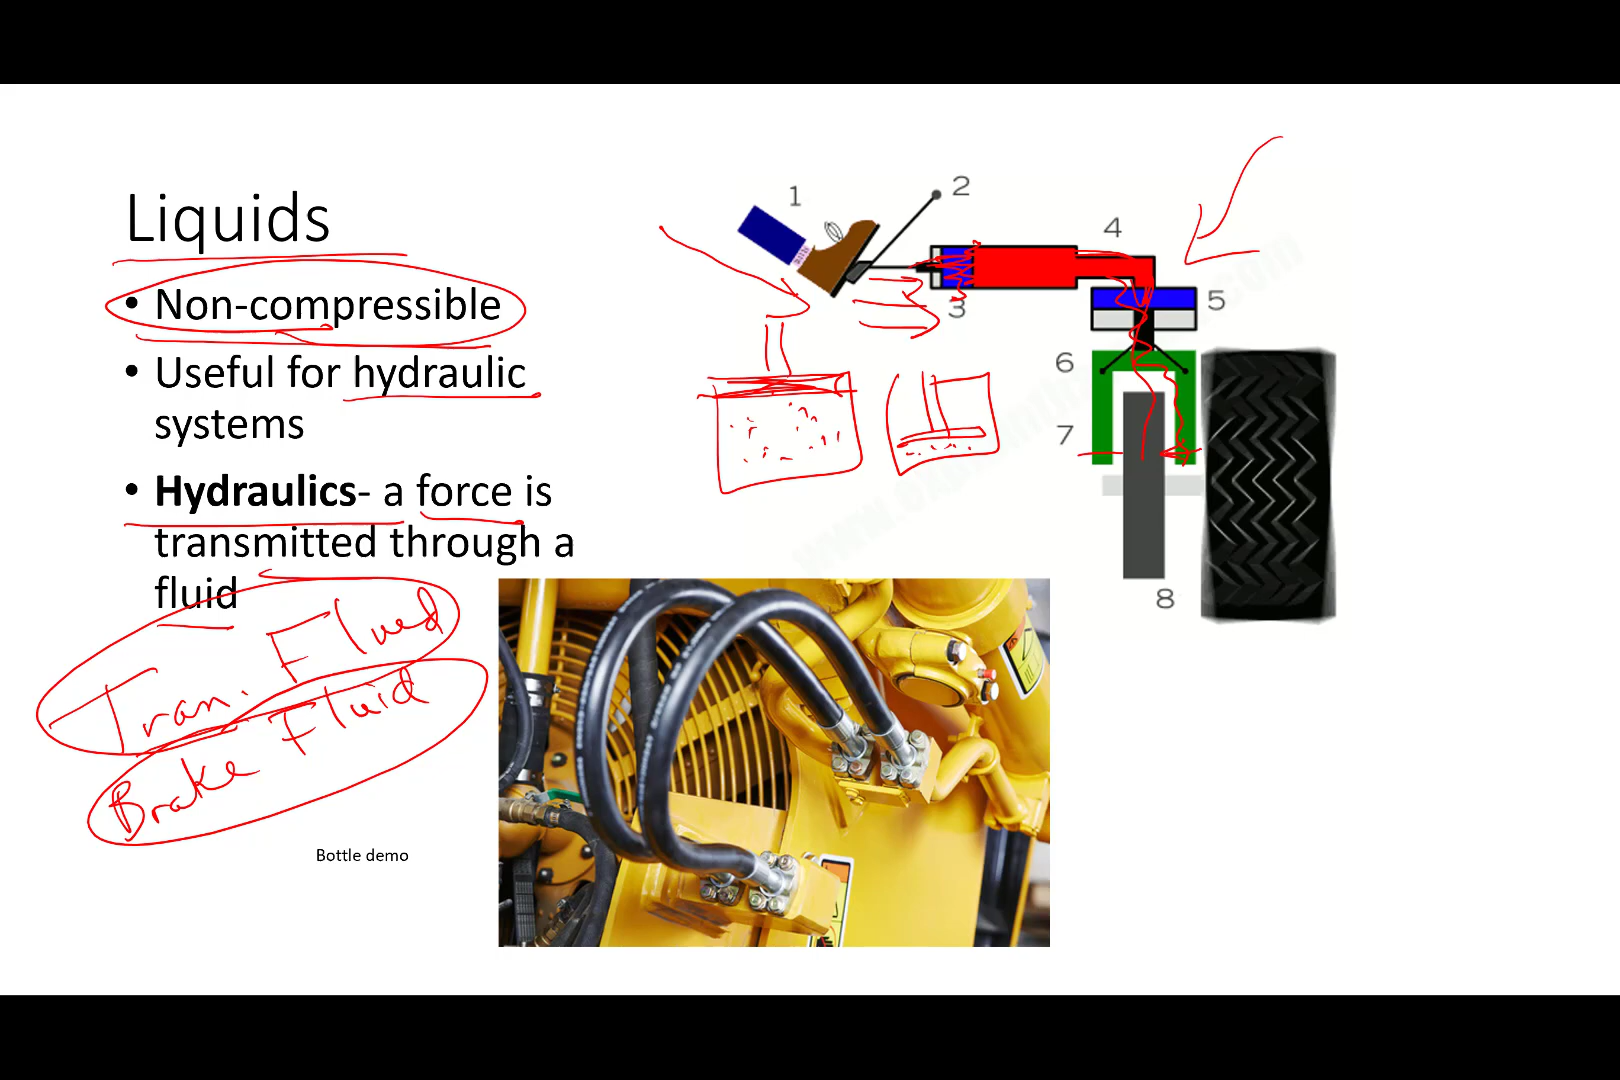 Liquids
• Non-compressible
• Useful for hydraulic
systems
• Hydraulics- a force is
transmitted through a
fluid
Tran. Flued
Brake Fluid
Bottle demo
1
2
3
4
5
6
7
8